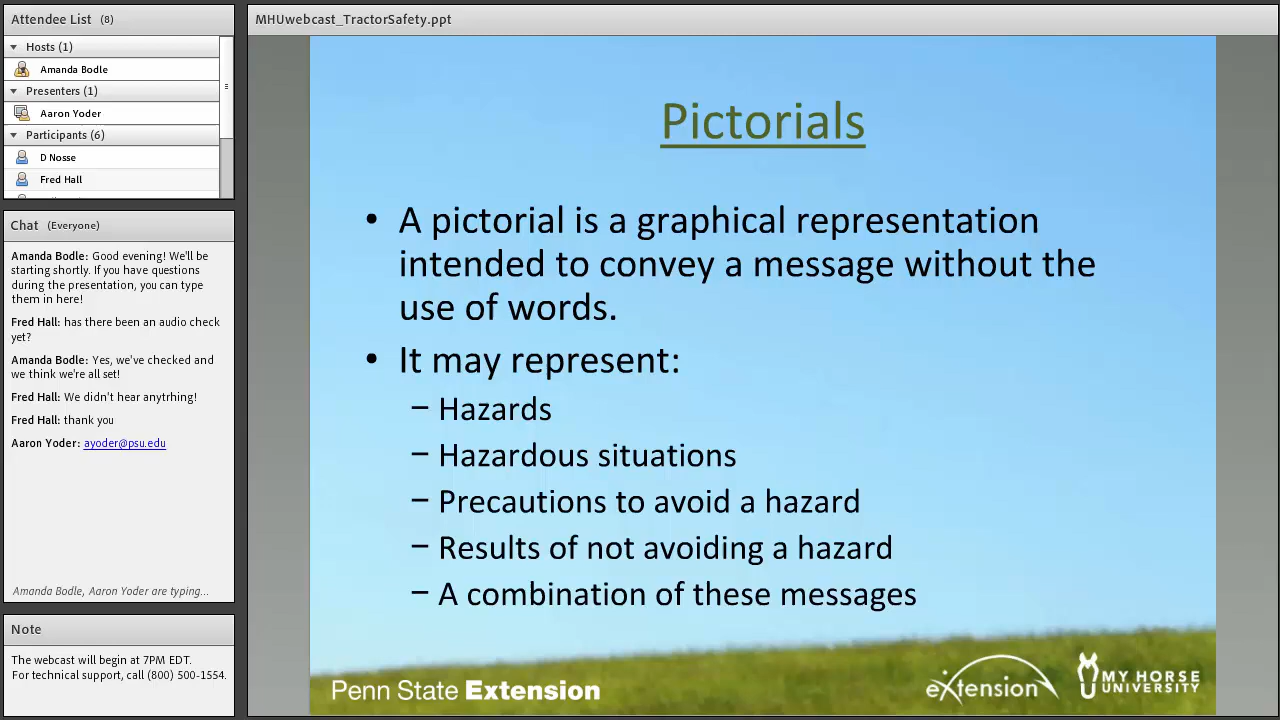 Attendee List (8)
Hosts (1)
Amanda Bodle
Presenters (1)
Aaron Yoder
Participants (6)
D Nosse
Fred Hall
Chat (Everyone)
Amanda Bodle: Good evening! We'll be
starting shortly. If you have questions
during the presentation, you can type
them in here!
Fred Hall: has there been an audio check
yet?
Amanda Bodle: Yes, we've checked and
we think we're all set!
Fred Hall: We didn't hear anytrhing!
Fred Hall: thank you
Aaron Yoder: ayoder@psu.edu
Amanda Bodle, Aaron Yoder are typing...
Note
The webcast will begin at 7PM EDT.
For technical support, call (800) 500-1554.
MHUwebcast_TractorSafety.ppt
Pictorials
• A pictorial is a graphical representation
intended to convey a message without the
use of words.
• It may represent:
– Hazards
– Hazardous situations
– Precautions to avoid a hazard
– Results of not avoiding a hazard
– A combination of these messages
Penn State Extension
eXtension
MY HORSE
UNIVERSITY